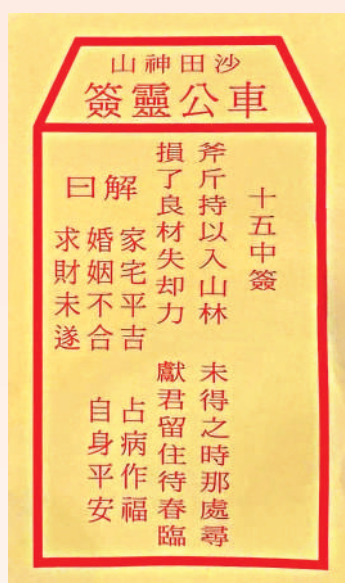 沙田神山
車公靈簽
十五中簽
斧斤持以入山林 未得之時那處尋
損了良材失却力 獻君留住待春臨
解曰
家宅平吉 占病作福
婚姻不合 自身平安
求財未遂